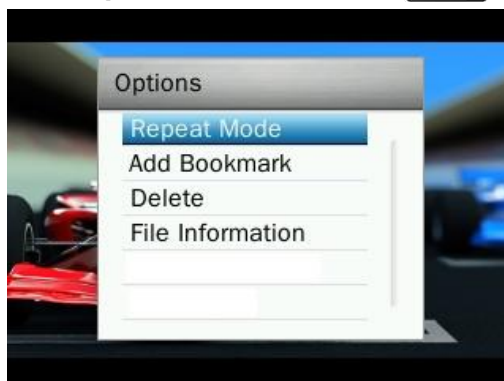 Options
Repeat Mode
Add Bookmark
Delete
File Information